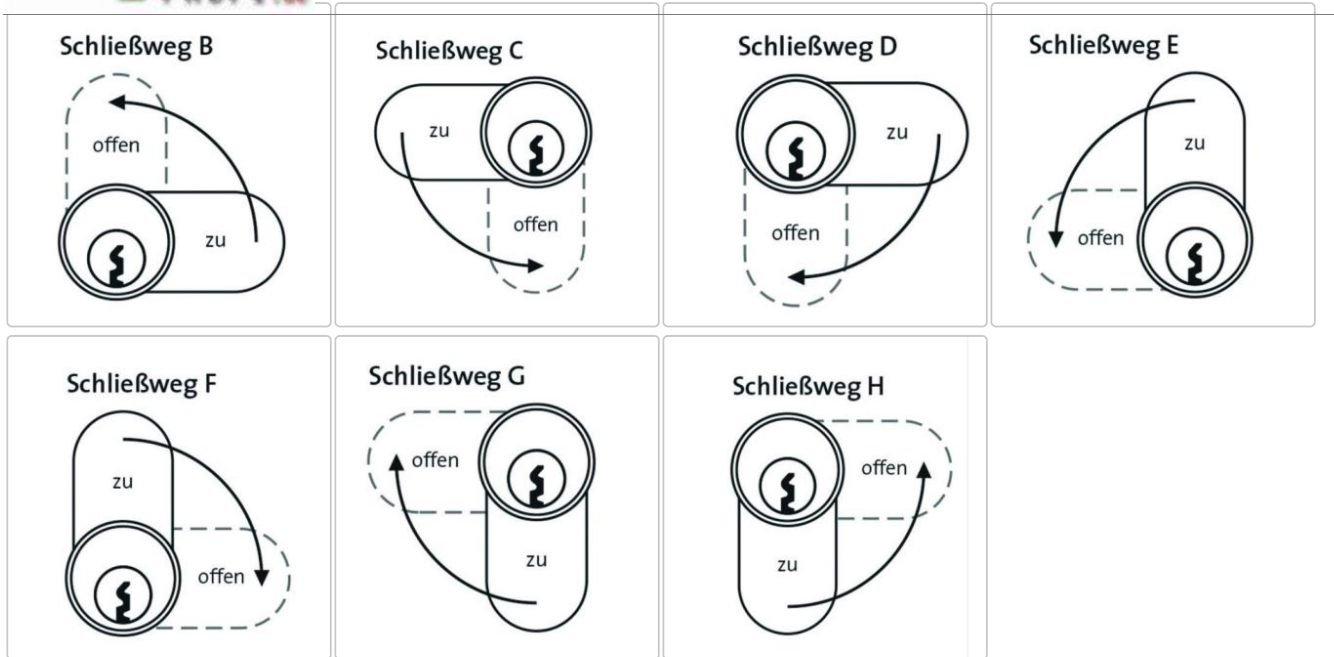 Schließweg B
offen
zu
Schließweg C
zu
offen
Schließweg D
zu
offen
Schließweg E
zu
offen
Schließweg F
zu
offen
Schließweg G
offen
zu
Schließweg H
offen
zu